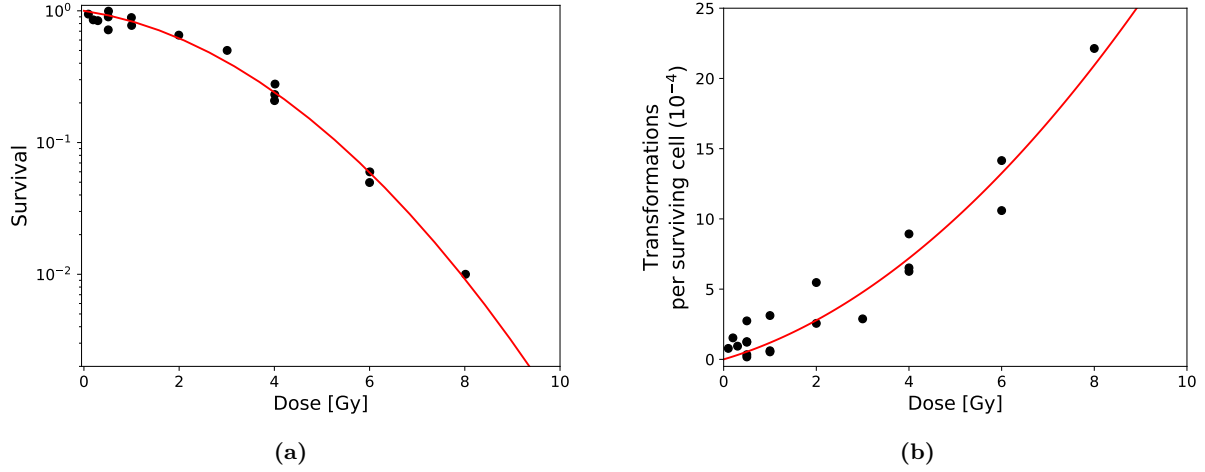 10⁰
10⁻¹
10⁻²
Survival
0 2 4 6 8 10
Dose [Gy]
(a)
25
20
15
10
5
0
Transformations
per surviving cell (10⁻⁴)
0 2 4 6 8 10
Dose [Gy]
(b)